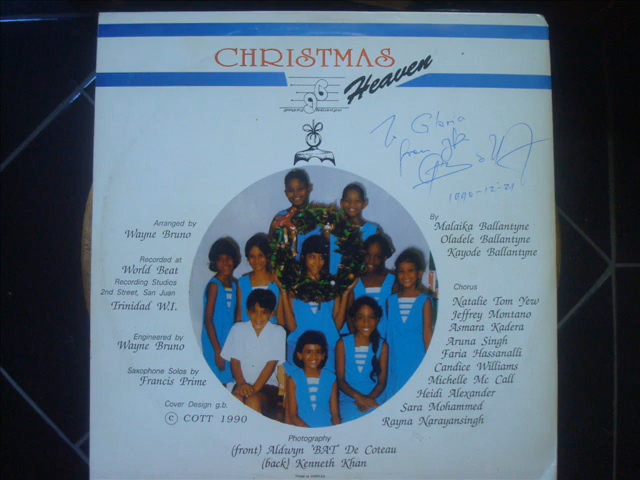 CHRISTMAS
Heaven
gb
To Gloria
from
1990-12-21
Arranged by
Wayne Bruno
Recorded at
World Beat
Recording Studios
2nd Street, San Juan
Trinidad W.I.
Engineered by
Wayne Bruno
Saxophone Solos by
Francis Prime
Cover Design g.b.
© COTT 1990
By
Malaika Ballantyne
Oladele Ballantyne
Kayode Ballantyne
Chorus
Natalie Tom Yew
Jeffrey Montano
Asmara Kadera
Aruna Singh
Faria Hassanalli
Candice Williams
Michelle Mc Call
Heidi Alexander
Sara Mohammed
Rayna Narayansingh
Photography
(front) Aldwyn "BAT" De Coteau
(back) Kenneth Khan